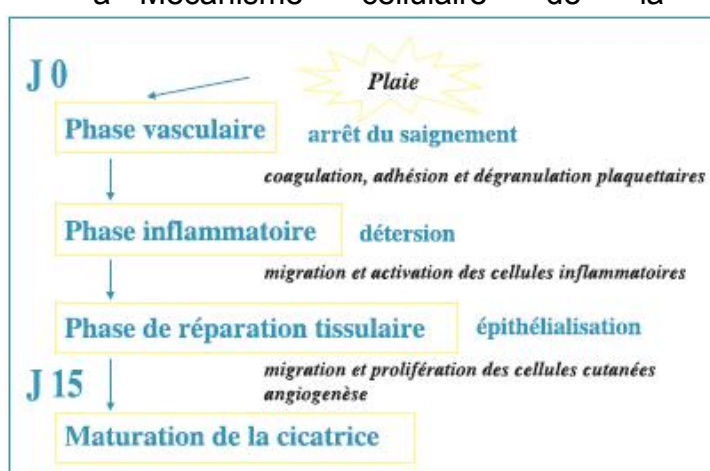 a Mécanisme cellulaire de la
J 0
Plaie
Phase vasculaire arrêt du saignement
coagulation, adhésion et dégranulation plaquettaires
Phase inflammatoire détersion
migration et activation des cellules inflammatoires
Phase de réparation tissulaire épithélialisation
migration et prolifération des cellules cutanées
J 15
angiogenèse
Maturation de la cicatrice